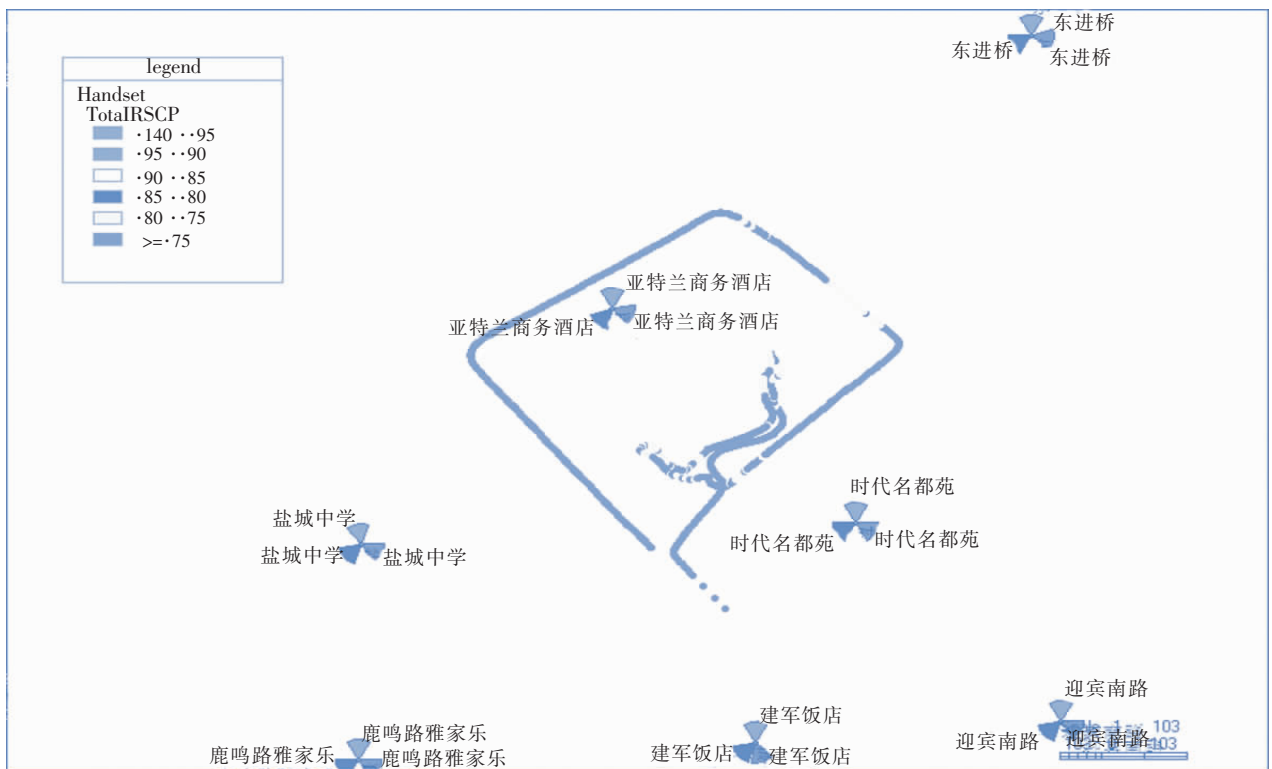 东进桥
东进桥
东进桥
legend
Handset
TotaIRSCP
·140 ··95
·95 ··90
·90 ··85
·85 ··80
·80 ··75
>=·75
亚特兰商务酒店
亚特兰商务酒店
亚特兰商务酒店
时代名都苑
时代名都苑
时代名都苑
盐城中学
盐城中学
盐城中学
迎宾南路
迎宾南路
迎宾南路
建军饭店
建军饭店
建军饭店
鹿鸣路雅家乐
鹿鸣路雅家乐
鹿鸣路雅家乐
103
103